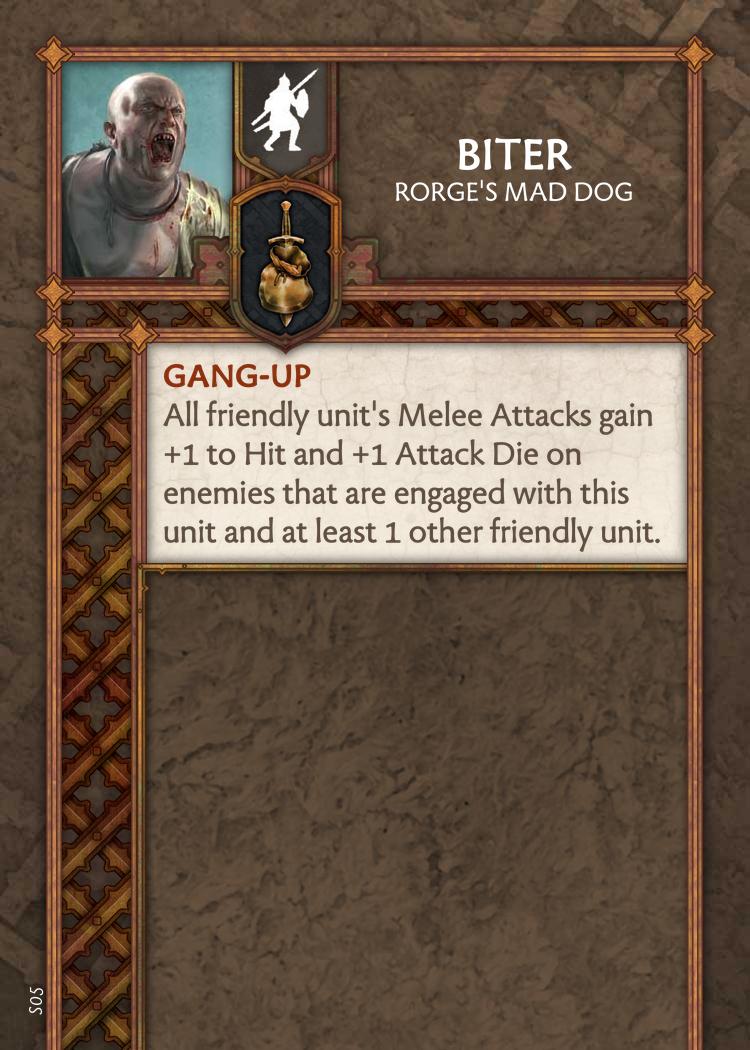 BITER
RORGE'S MAD DOG
GANG-UP
All friendly unit's Melee Attacks gain
+1 to Hit and +1 Attack Die on
enemies that are engaged with this
unit and at least 1 other friendly unit.
S05